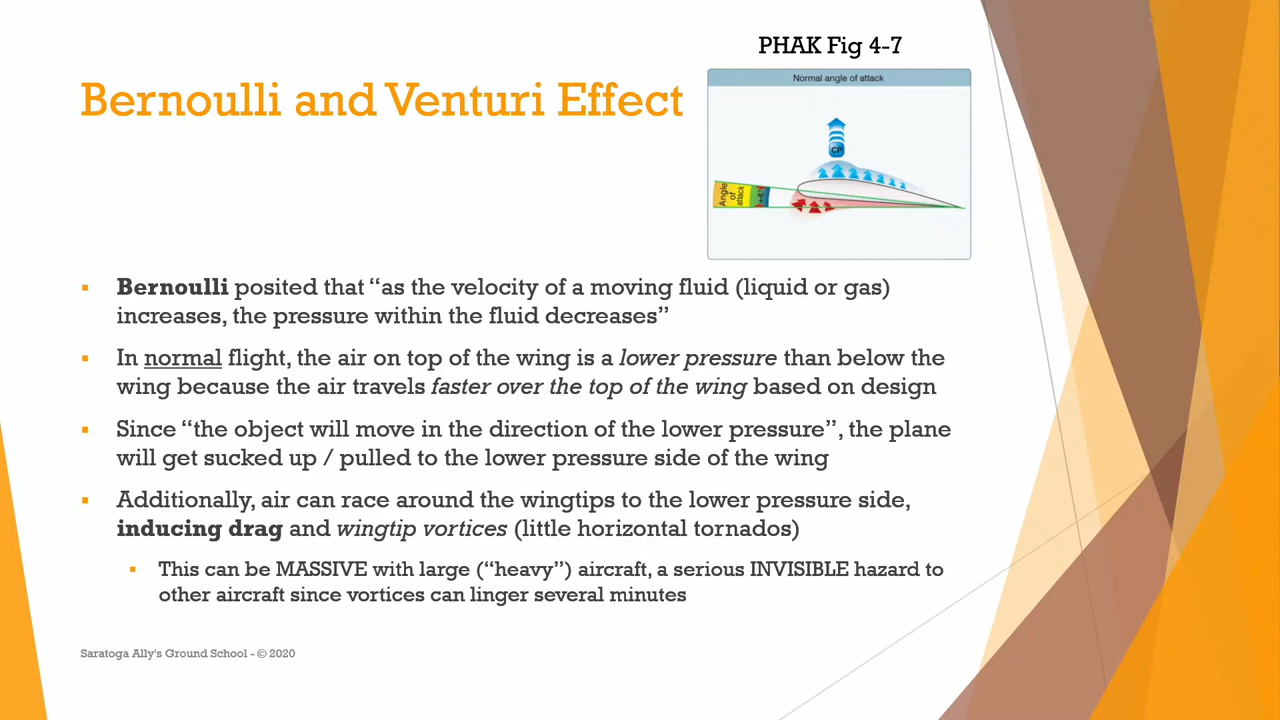 PHAK Fig 4-7
Bernoulli and Venturi Effect
Normal angle of attack
CP
Angle
of
attack
+4°
▪ Bernoulli posited that “as the velocity of a moving fluid (liquid or gas)
increases, the pressure within the fluid decreases”
▪ In normal flight, the air on top of the wing is a lower pressure than below the
wing because the air travels faster over the top of the wing based on design
▪ Since “the object will move in the direction of the lower pressure”, the plane
will get sucked up / pulled to the lower pressure side of the wing
▪ Additionally, air can race around the wingtips to the lower pressure side,
inducing drag and wingtip vortices (little horizontal tornados)
▪ This can be MASSIVE with large (“heavy”) aircraft, a serious INVISIBLE hazard to
other aircraft since vortices can linger several minutes
Saratoga Ally's Ground School - © 2020